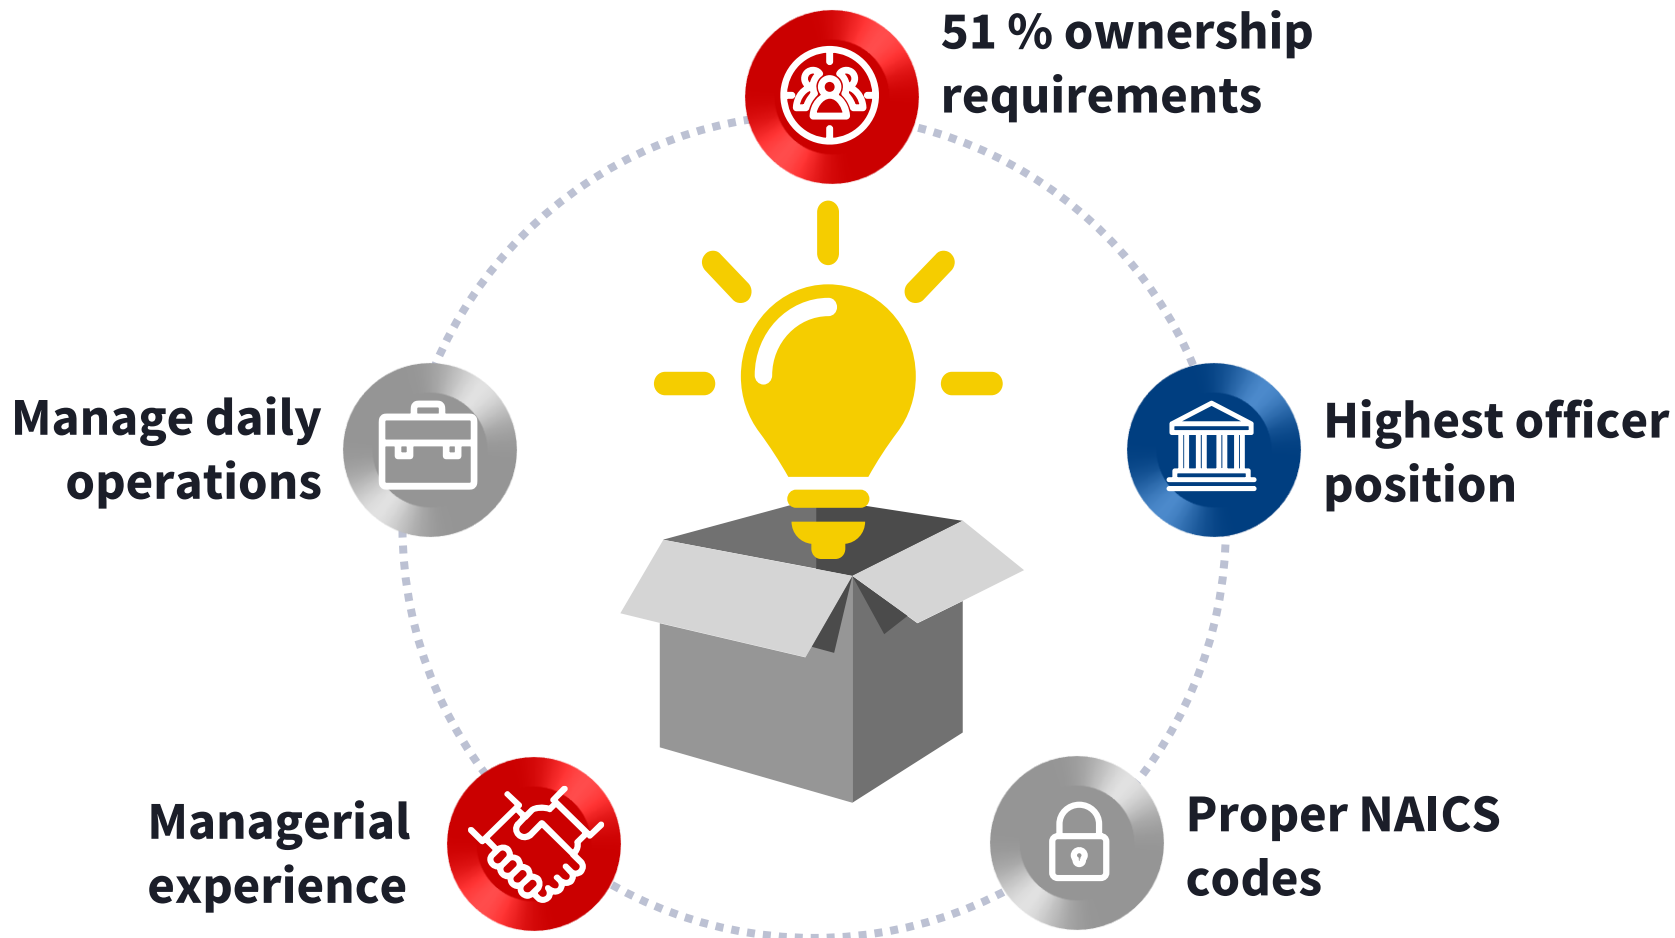 51 % ownership
requirements
Highest officer
position
Proper NAICS
codes
Managerial
experience
Manage daily
operations